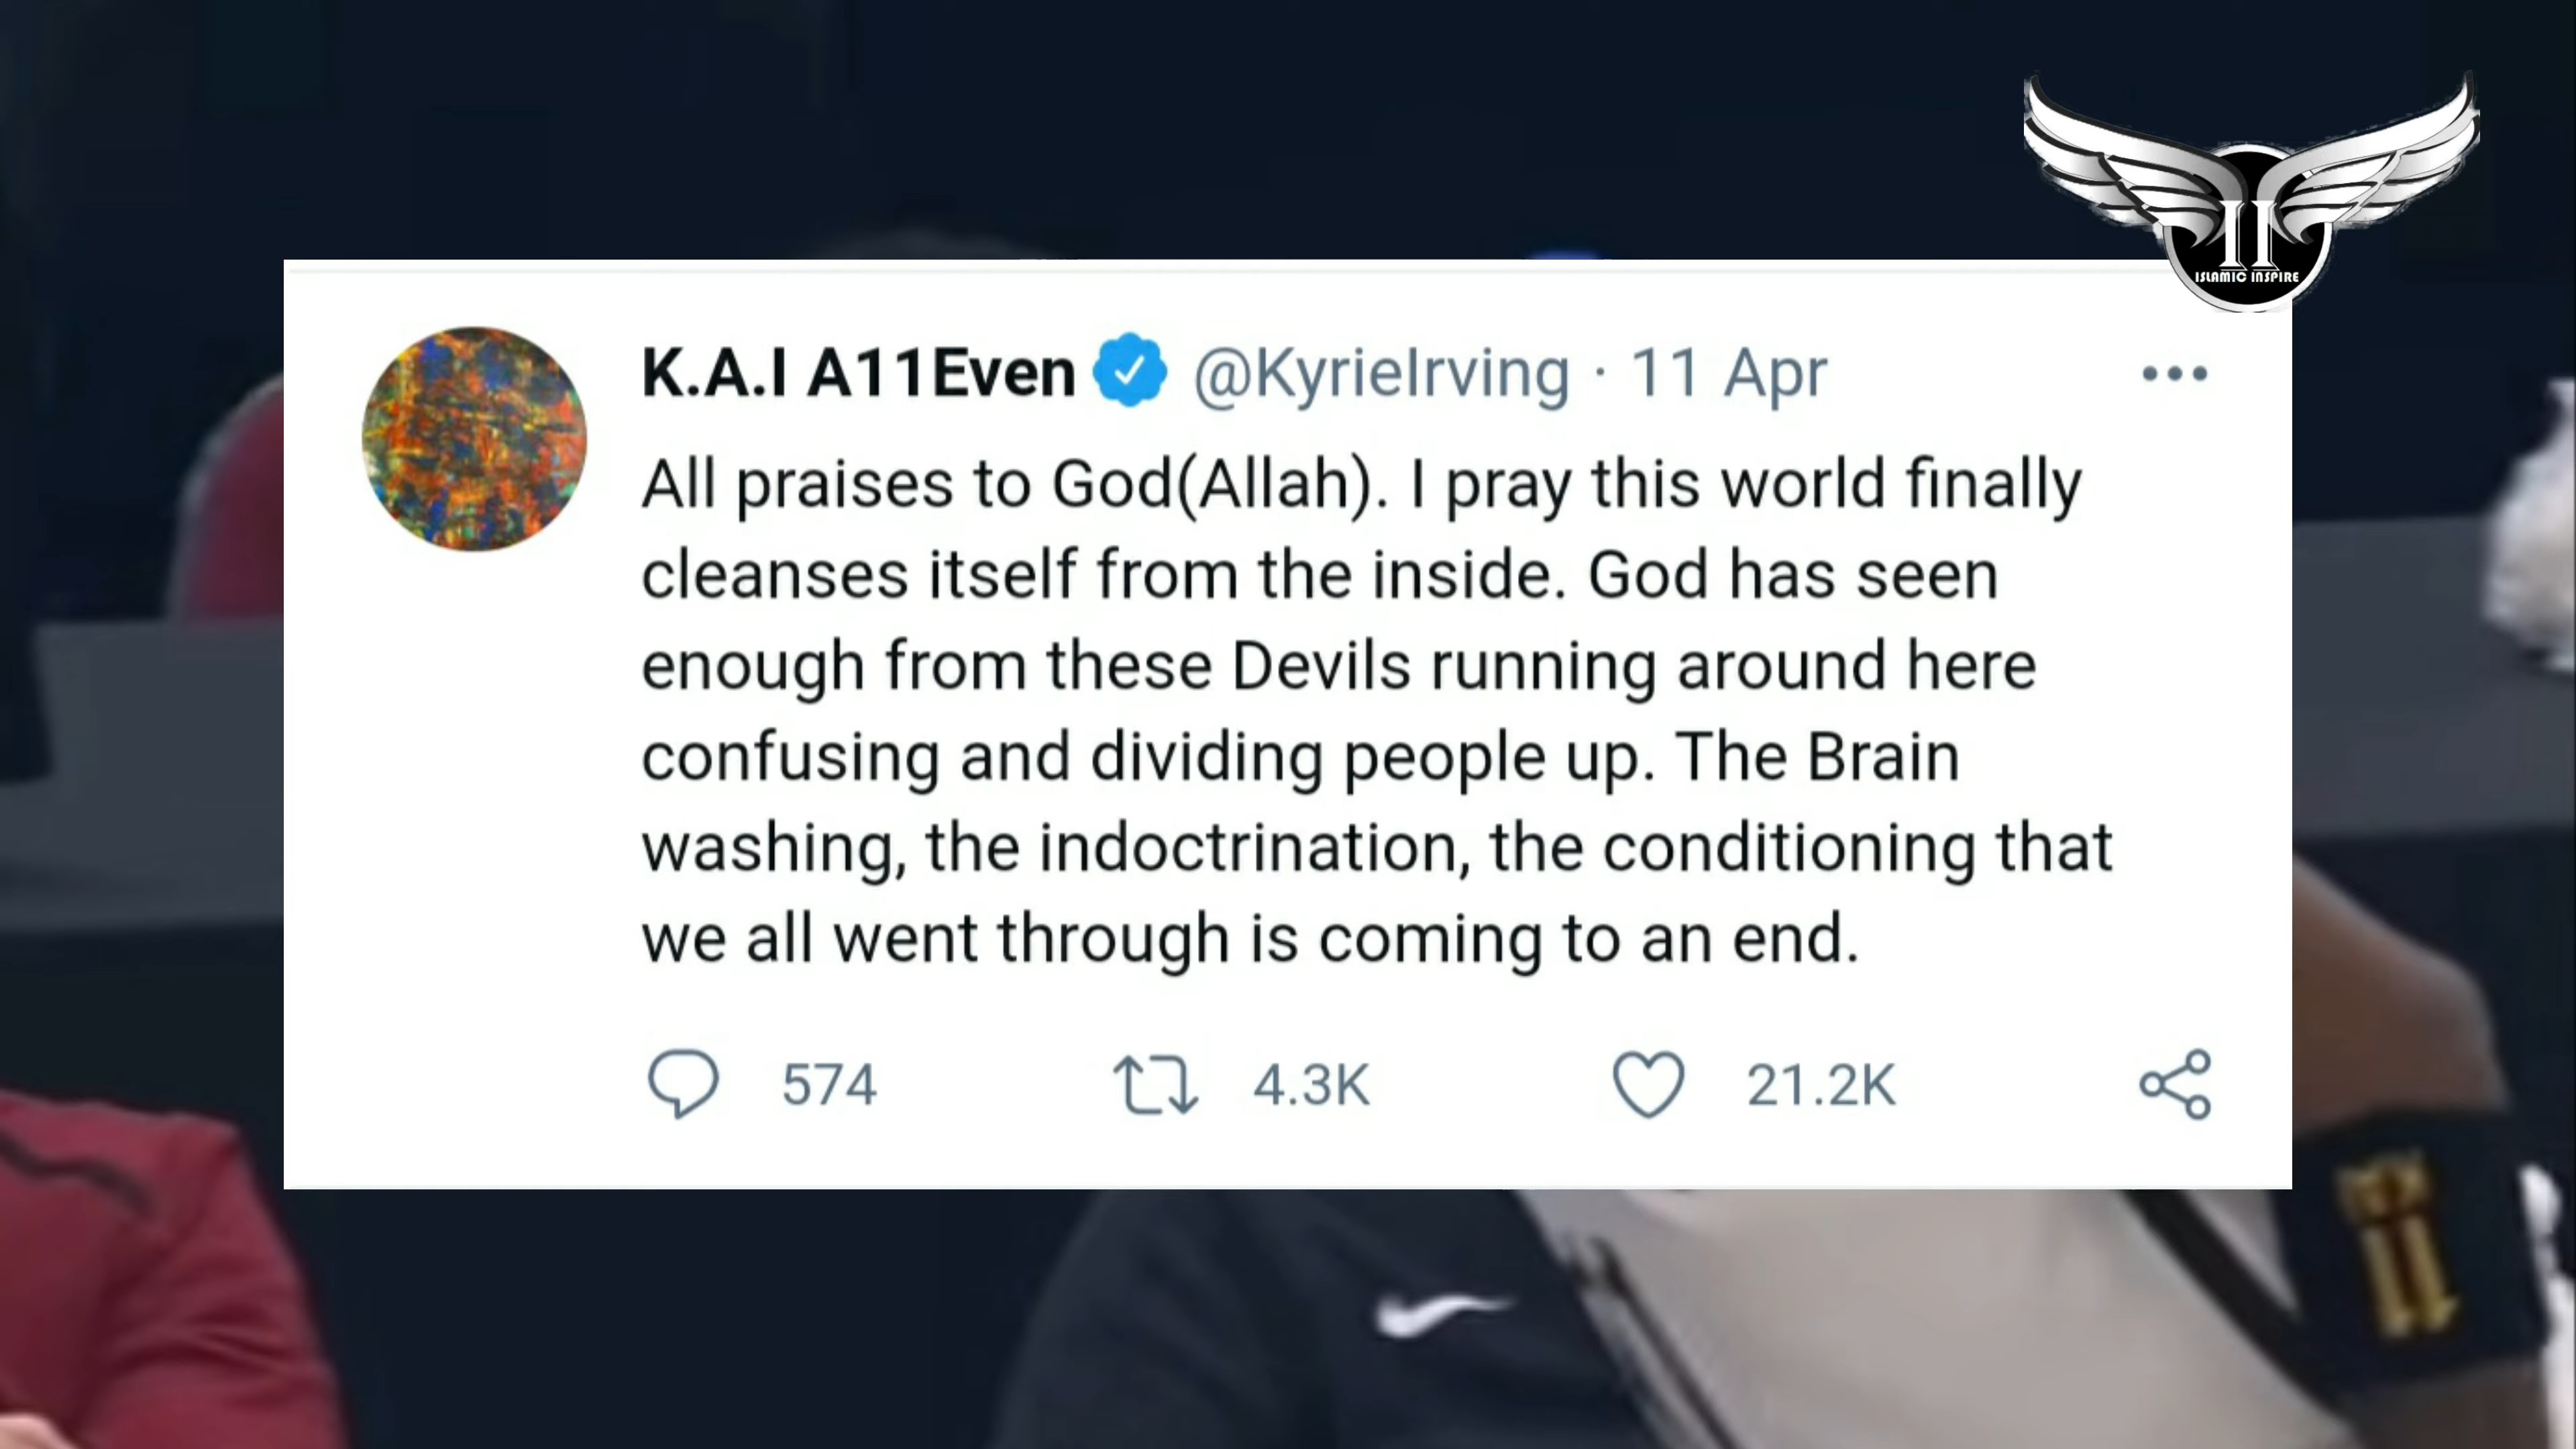 II
ISLAMIC INSPIRE
K.A.I A11Even @KyrieIrving · 11 Apr
All praises to God(Allah). I pray this world finally
cleanses itself from the inside. God has seen
enough from these Devils running around here
confusing and dividing people up. The Brain
washing, the indoctrination, the conditioning that
we all went through is coming to an end.
574 4.3K 21.2K